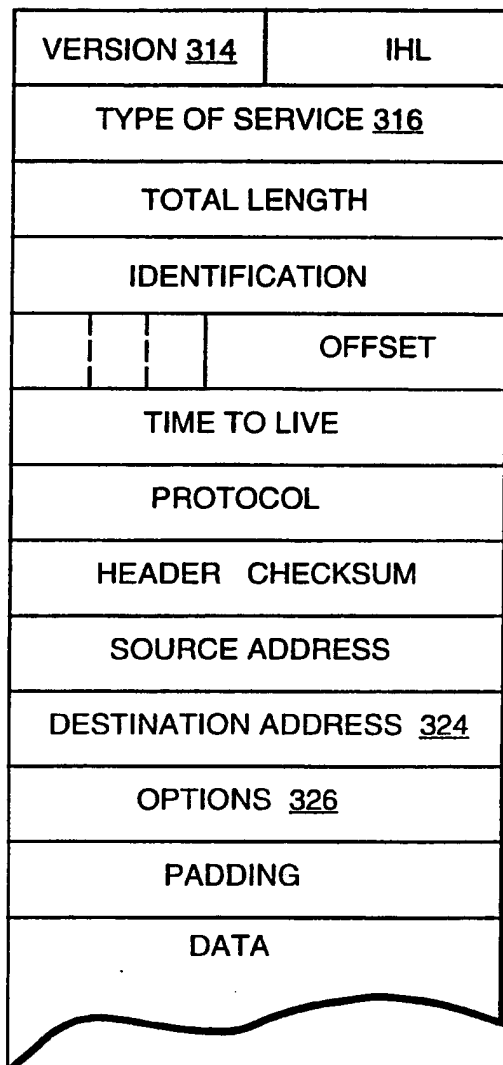 VERSION 314 IHL
TYPE OF SERVICE 316
TOTAL LENGTH
IDENTIFICATION
OFFSET
TIME TO LIVE
PROTOCOL
HEADER CHECKSUM
SOURCE ADDRESS
DESTINATION ADDRESS 324
OPTIONS 326
PADDING
DATA